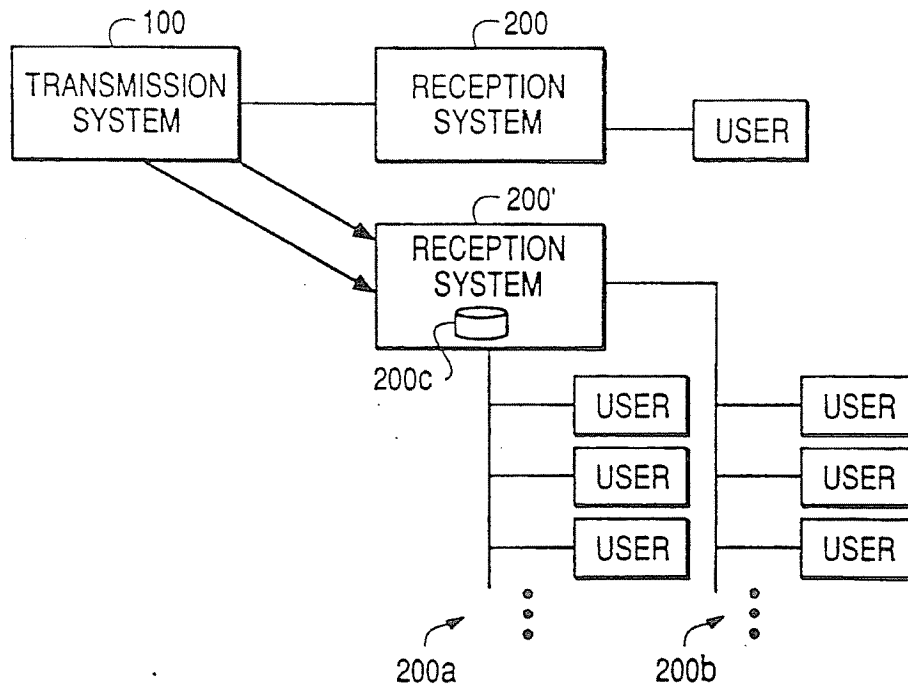 100
TRANSMISSION
SYSTEM
200
RECEPTION
SYSTEM
USER
200'
RECEPTION
SYSTEM
200c
USER
USER
USER
USER
USER
USER
200a
200b